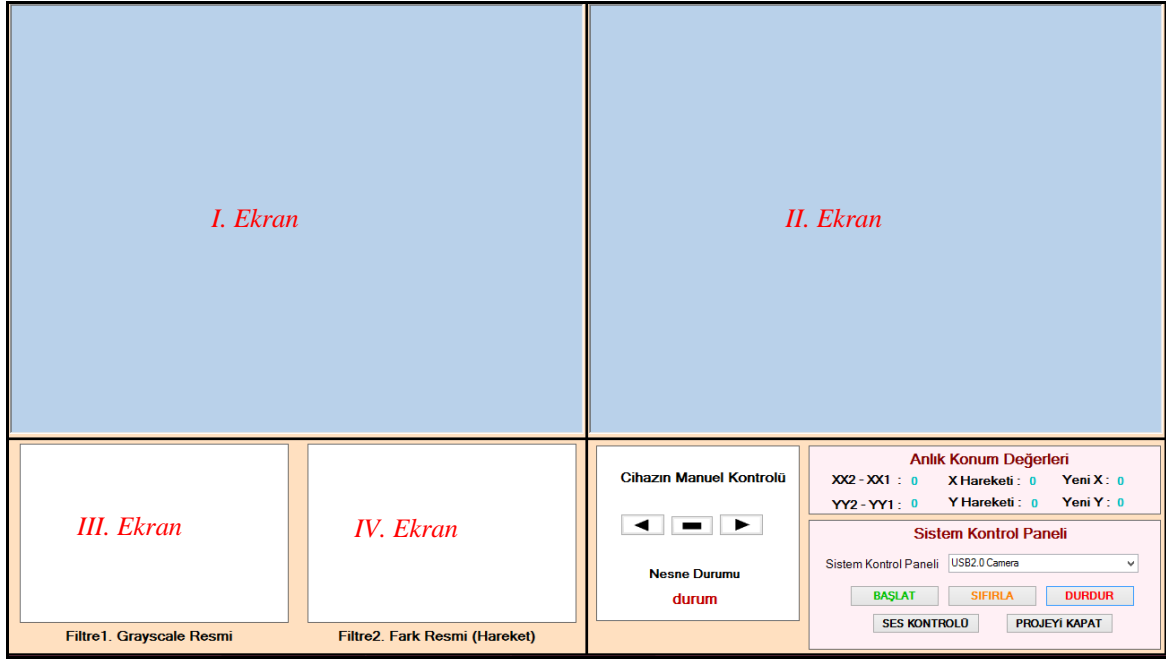 I. Ekran
II. Ekran
III. Ekran
Filtre1. Grayscale Resmi
IV. Ekran
Filtre2. Fark Resmi (Hareket)
Cihazın Manuel Kontrolü
Nesne Durumu
durum
Anlık Konum Değerleri
XX2 - XX1 : 0 X Hareketi : 0 Yeni X : 0
YY2 - YY1 : 0 Y Hareketi : 0 Yeni Y : 0
Sistem Kontrol Paneli
Sistem Kontrol Paneli USB2.0 Camera
BAŞLAT SIFIRLA DURDUR
SES KONTROLÜ PROJEYİ KAPAT